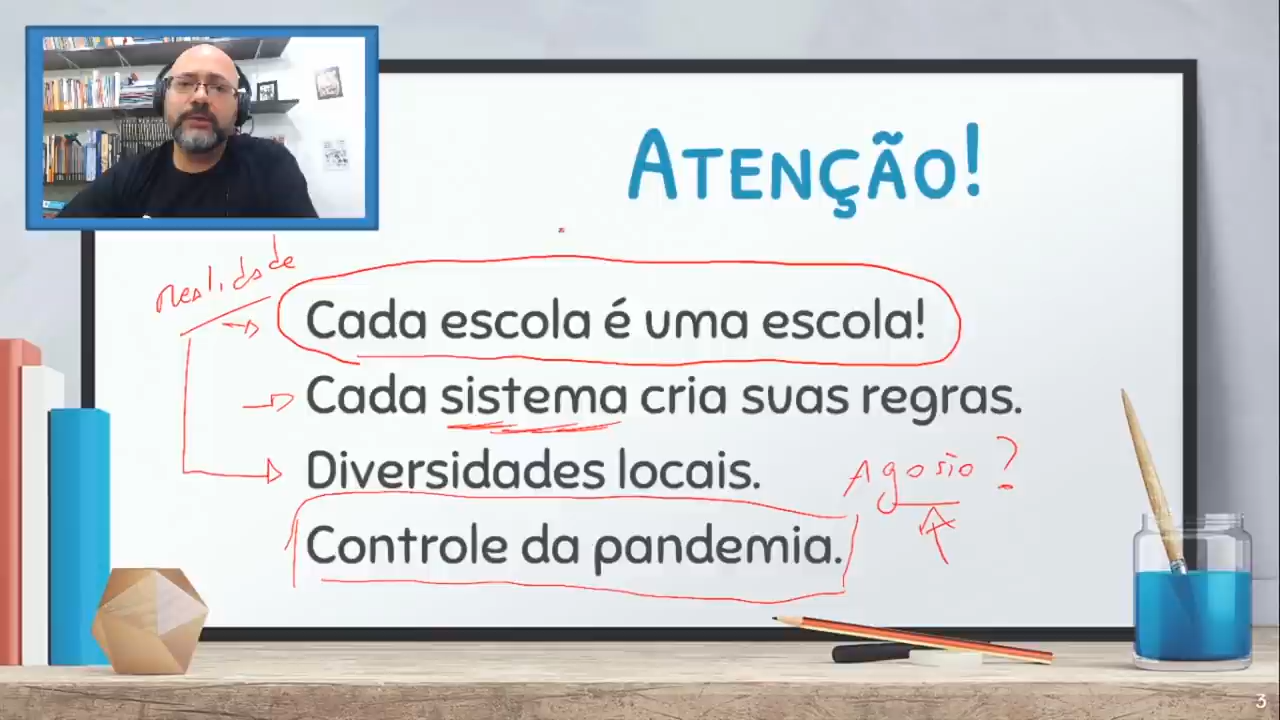 ATENÇÃO!
Realidade
Cada escola é uma escola!
Cada sistema cria suas regras.
Diversidades locais.
Agosto?
Controle da pandemia.
3